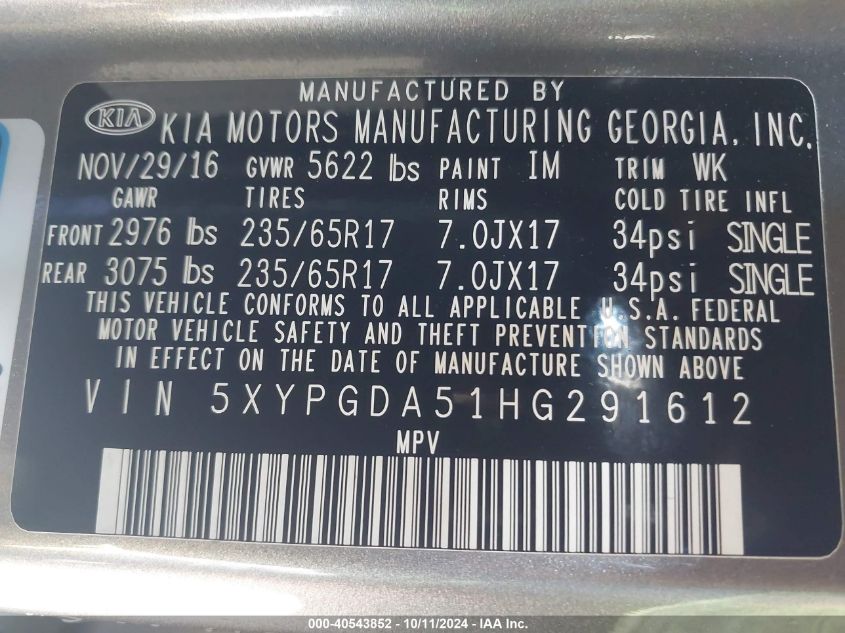 MANUFACTURED BY
KIA KIA MOTORS MANUFACTURING GEORGIA, INC.
NOV/29/16 GVWR 5622 lbs PAINT IM TRIM WK
GAWR TIRES RIMS COLD TIRE INFL
FRONT 2976 lbs 235/65R17 7.0JX17 34psi SINGLE
REAR 3075 lbs 235/65R17 7.0JX17 34psi SINGLE
THIS VEHICLE CONFORMS TO ALL APPLICABLE U.S.A. FEDERAL
MOTOR VEHICLE SAFETY AND THEFT PREVENTION STANDARDS
IN EFFECT ON THE DATE OF MANUFACTURE SHOWN ABOVE
VIN 5XYPGDA51HG291612
MPV
000-40543852 - 10/11/2024 - IAA Inc.